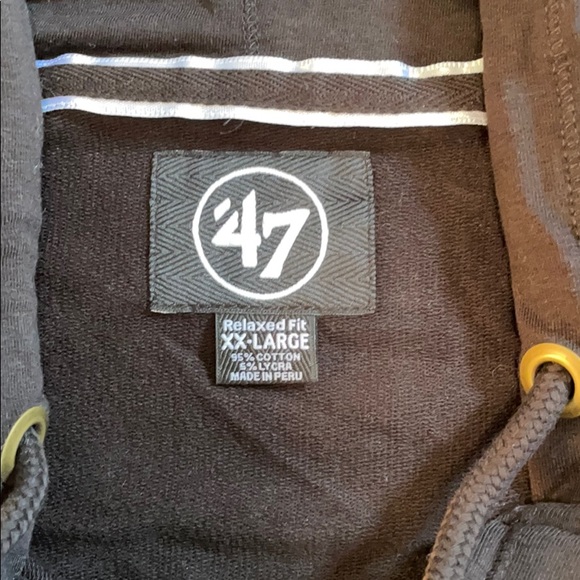 '47
Relaxed Fit
XX-LARGE
95% COTTON
5% LYCRA
MADE IN PERU